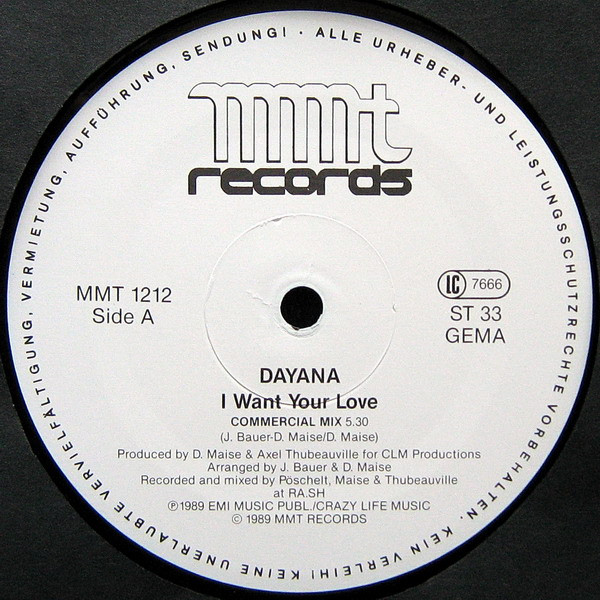 ALLE URHEBER- UND LEISTUNGSSCHUTZRECHTE VORBEHALTEN. KEIN VERLEIH! KEINE UNERLAUBTE VERVIELFÄLTIGUNG, VERMIETUNG, AUFFÜHRUNG, SENDUNG! ·
mmt
records
MMT 1212
Side A
LC 7666
ST 33
GEMA
DAYANA
I Want Your Love
COMMERCIAL MIX 5.30
(J. Bauer-D. Maise/D. Maise)
Produced by D. Maise & Axel Thubeauville for CLM Productions
Arranged by J. Bauer & D. Maise
Recorded and mixed by Pöschelt, Maise & Thubeauville
at RA.SH
℗1989 EMI MUSIC PUBL./CRAZY LIFE MUSIC
© 1989 MMT RECORDS